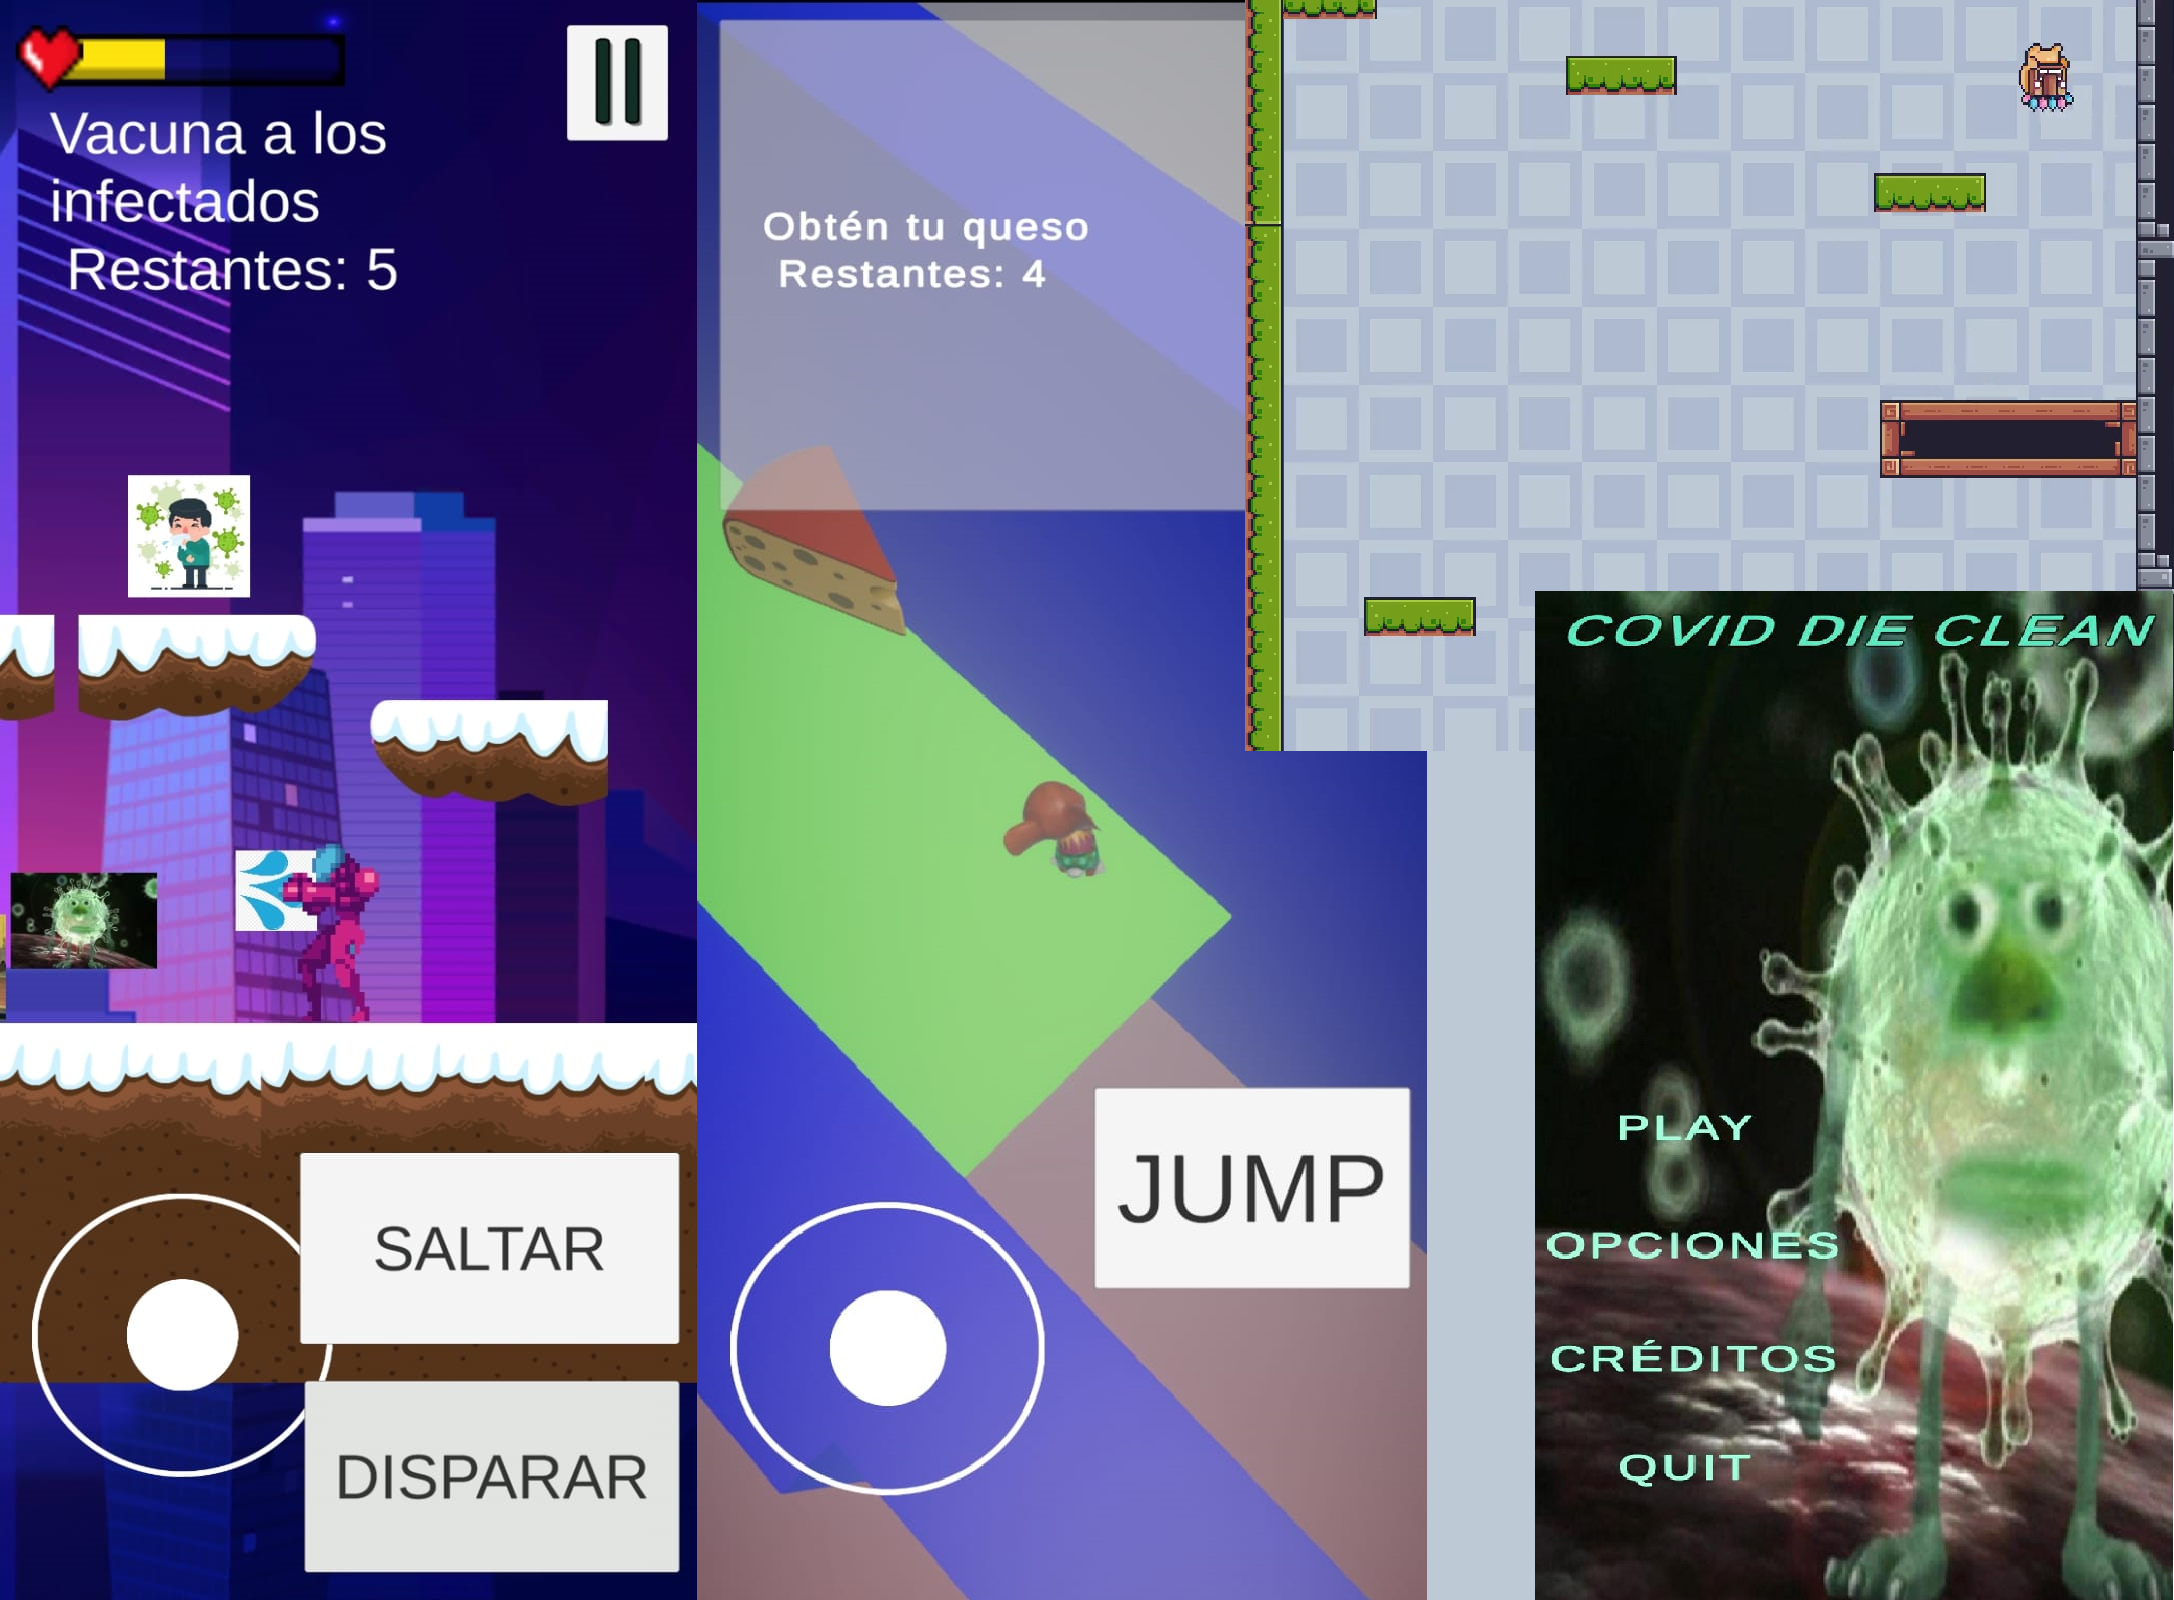 Vacuna a los
infectados
Restantes: 5
SALTAR
DISPARAR
Obtén tu queso
Restantes: 4
JUMP
COVID DIE CLEAN
PLAY
OPCIONES
CRÉDITOS
QUIT